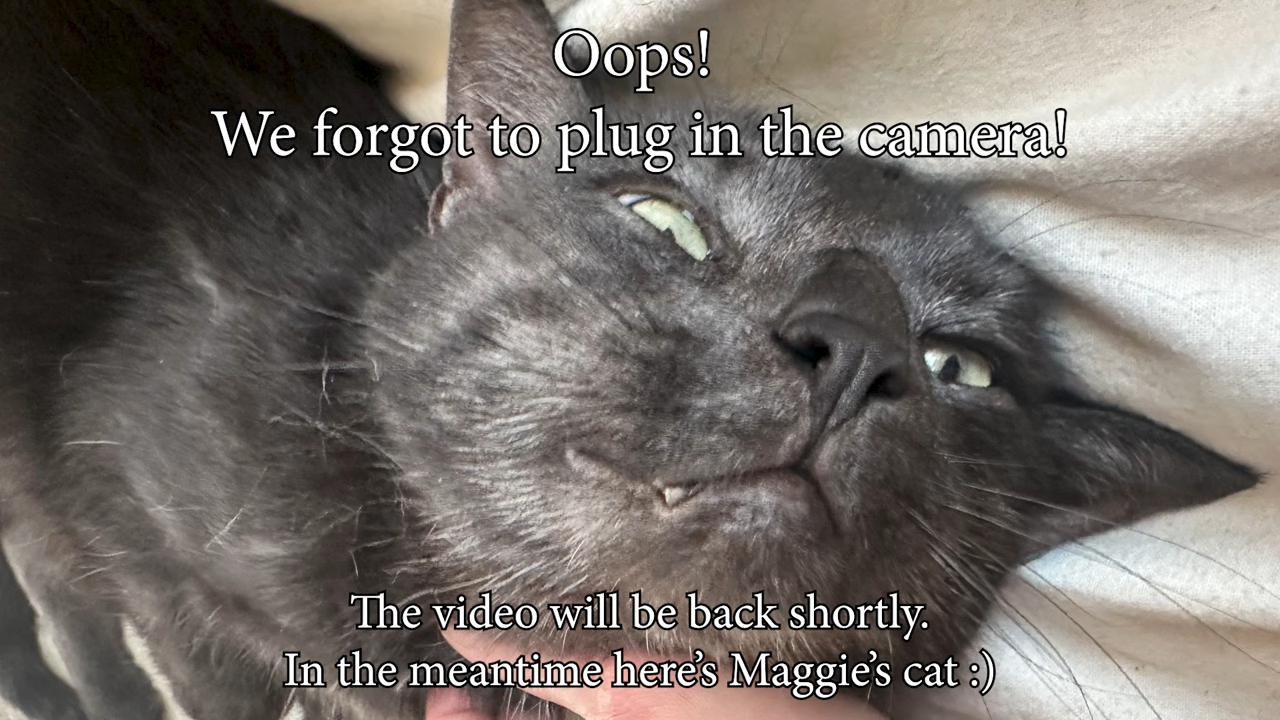 Oops!
We forgot to plug in the camera!
The video will be back shortly.
In the meantime here’s Maggie’s cat :)